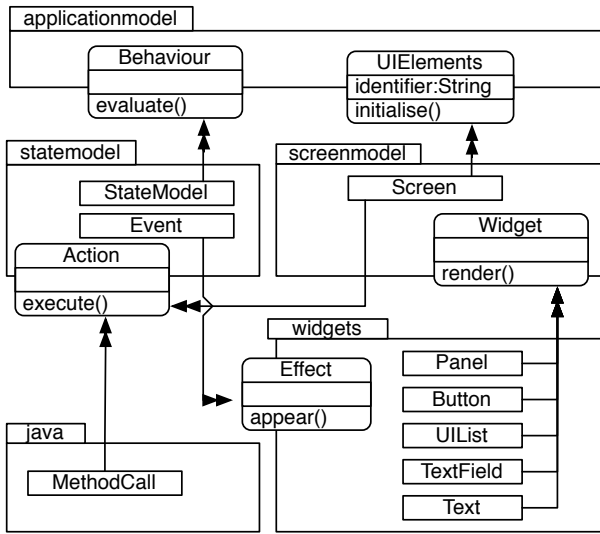 applicationmodel
Behaviour
evaluate()
UIElements
identifier:String
initialise()
statemodel
StateModel
Event
Action
execute()
screenmodel
Screen
Widget
render()
widgets
Effect
appear()
Panel
Button
UIList
TextField
Text
java
MethodCall